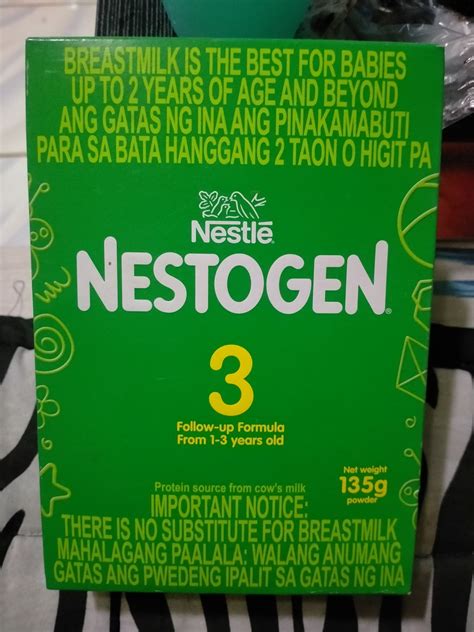 BREASTMILK IS THE BEST FOR BABIES
UP TO 2 YEARS OF AGE AND BEYOND
ANG GATAS NG INA ANG PINAKAMABUTI
PARA SA BATA HANGGANG 2 TAON O HIGIT PA
Nestlé
NESTOGEN®
3
Follow-up Formula
From 1-3 years old
Net weight
135g
powder
Protein source from cow's milk
IMPORTANT NOTICE:
THERE IS NO SUBSTITUTE FOR BREASTMILK
MAHALAGANG PAALALA: WALANG ANUMANG
GATAS ANG PWEDENG IPALIT SA GATAS NG INA